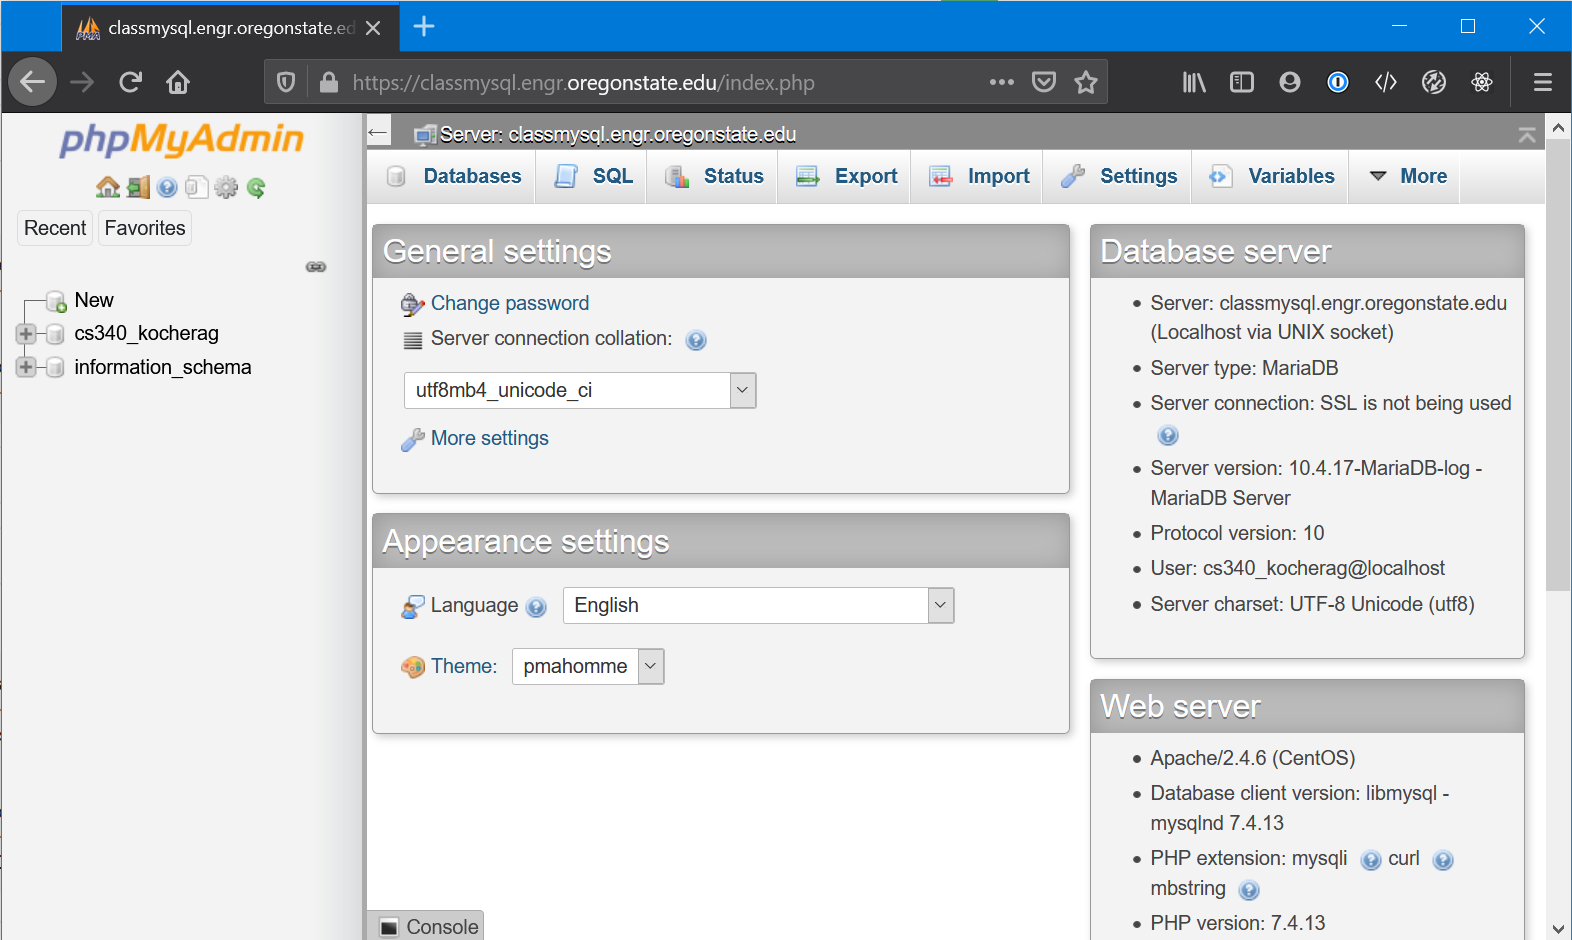 classmysql.engr.oregonstate.ed
https://classmysql.engr.oregonstate.edu/index.php
phpMyAdmin
Recent
Favorites
New
cs340_kocherag
information_schema
Server: classmysql.engr.oregonstate.edu
Databases
SQL
Status
Export
Import
Settings
Variables
More
General settings
Change password
Server connection collation:
utf8mb4_unicode_ci
More settings
Appearance settings
Language
English
Theme:
pmahomme
Database server
Server: classmysql.engr.oregonstate.edu
(Localhost via UNIX socket)
Server type: MariaDB
Server connection: SSL is not being used
Server version: 10.4.17-MariaDB-log -
MariaDB Server
Protocol version: 10
User: cs340_kocherag@localhost
Server charset: UTF-8 Unicode (utf8)
Web server
Apache/2.4.6 (CentOS)
Database client version: libmysql -
mysqlnd 7.4.13
PHP extension: mysqli curl
mbstring
PHP version: 7.4.13
Console